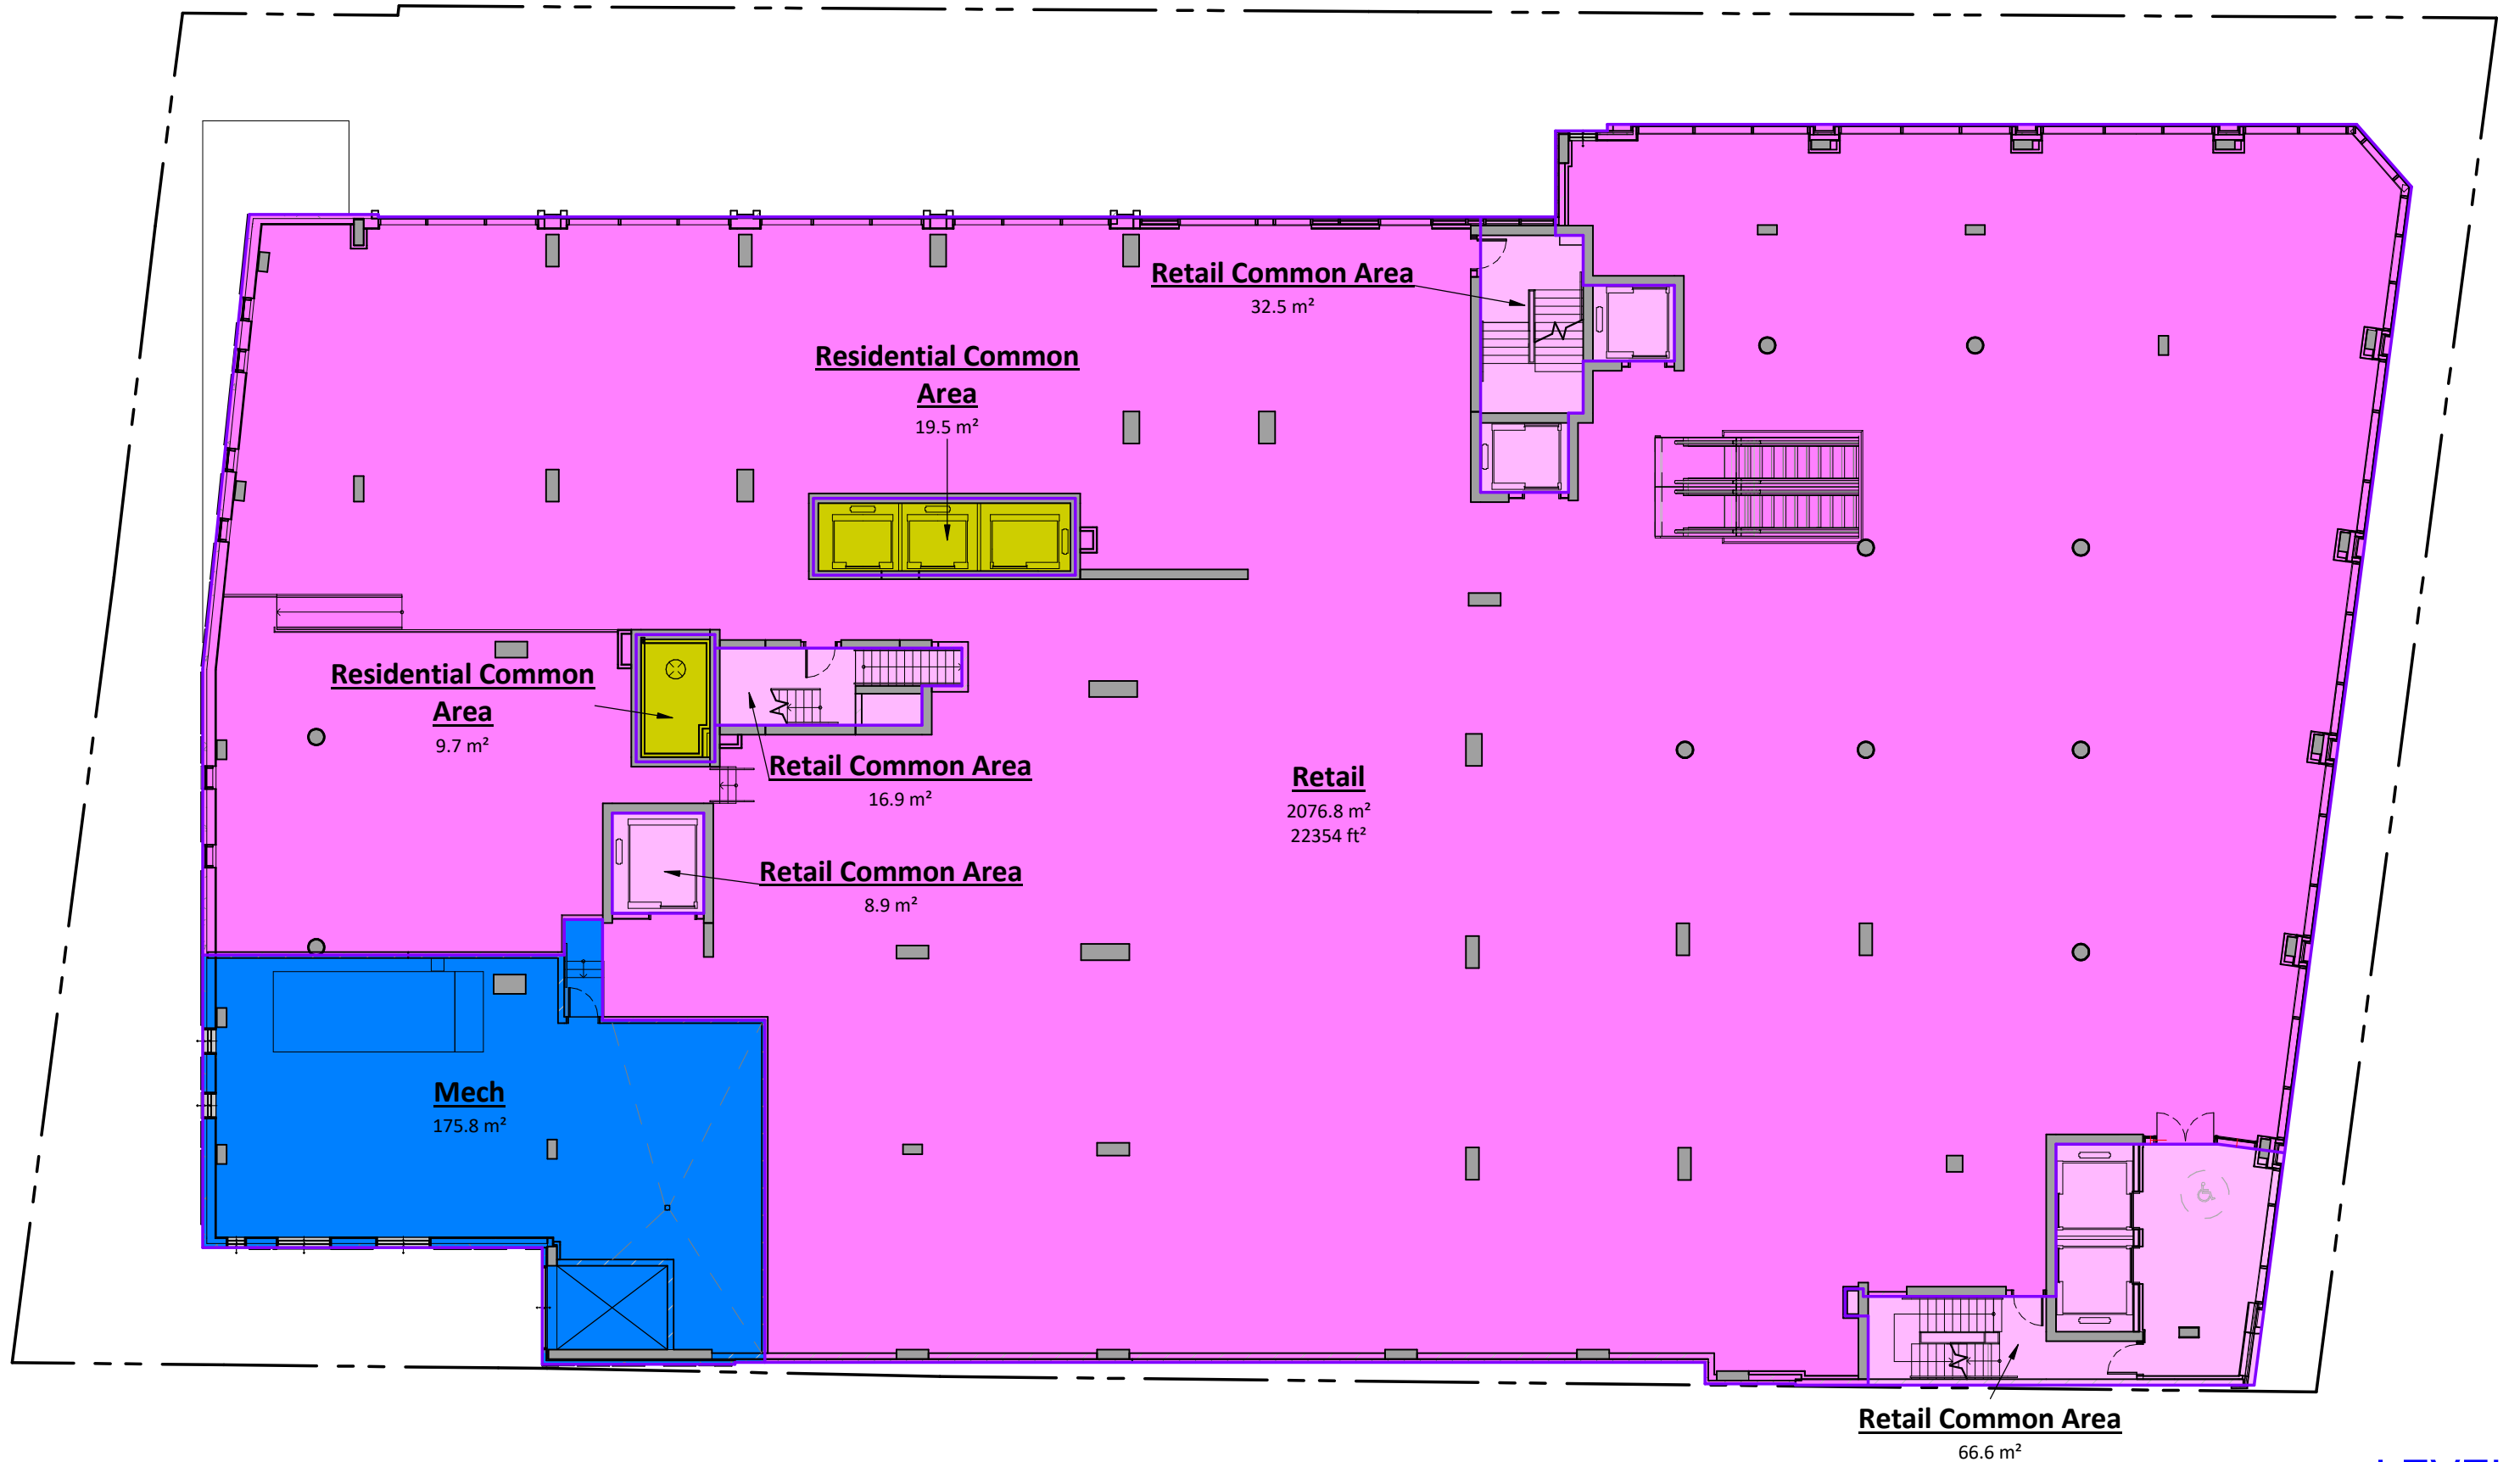 Retail Common Area
32.5 m²
Residential Common
Area
19.5 m²
Residential Common
Area
9.7 m²
Retail Common Area
16.9 m²
Retail
2076.8 m²
22354 ft²
Retail Common Area
8.9 m²
Mech
175.8 m²
Retail Common Area
66.6 m²